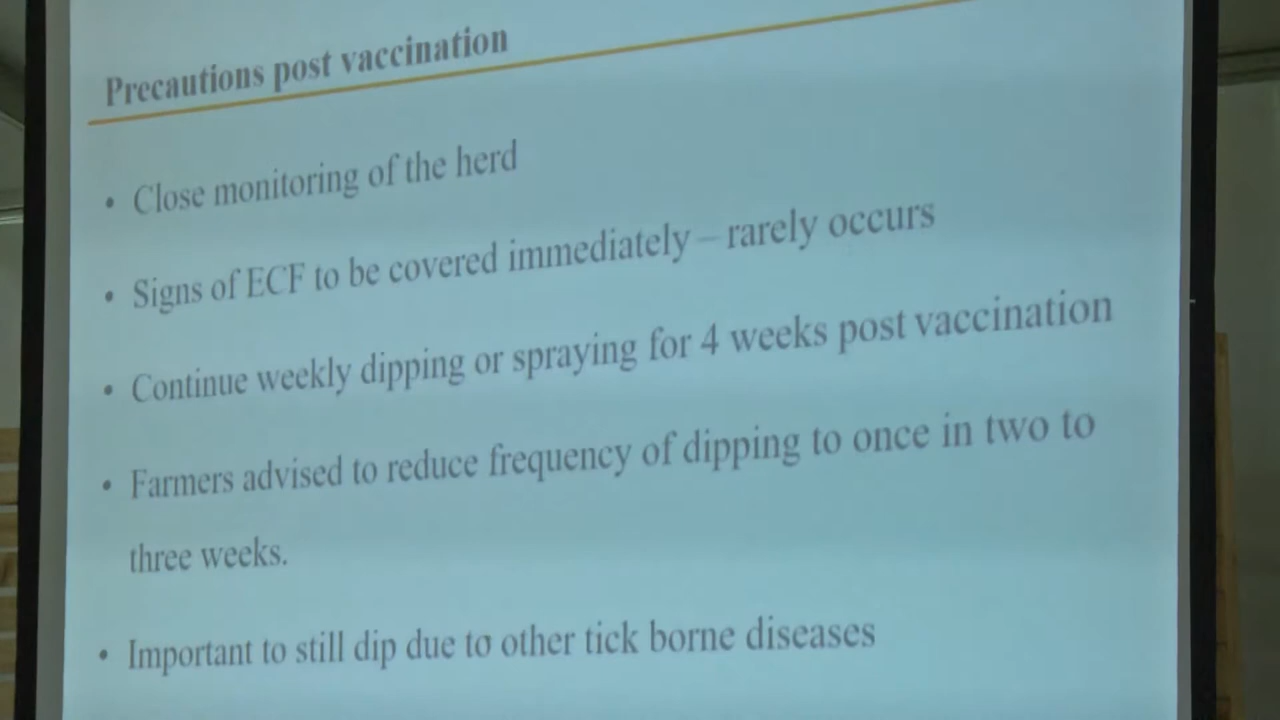 Precautions post vaccination
• Close monitoring of the herd
• Signs of ECF to be covered immediately – rarely occurs
• Continue weekly dipping or spraying for 4 weeks post vaccination
• Farmers advised to reduce frequency of dipping to once in two to
three weeks.
• Important to still dip due to other tick borne diseases